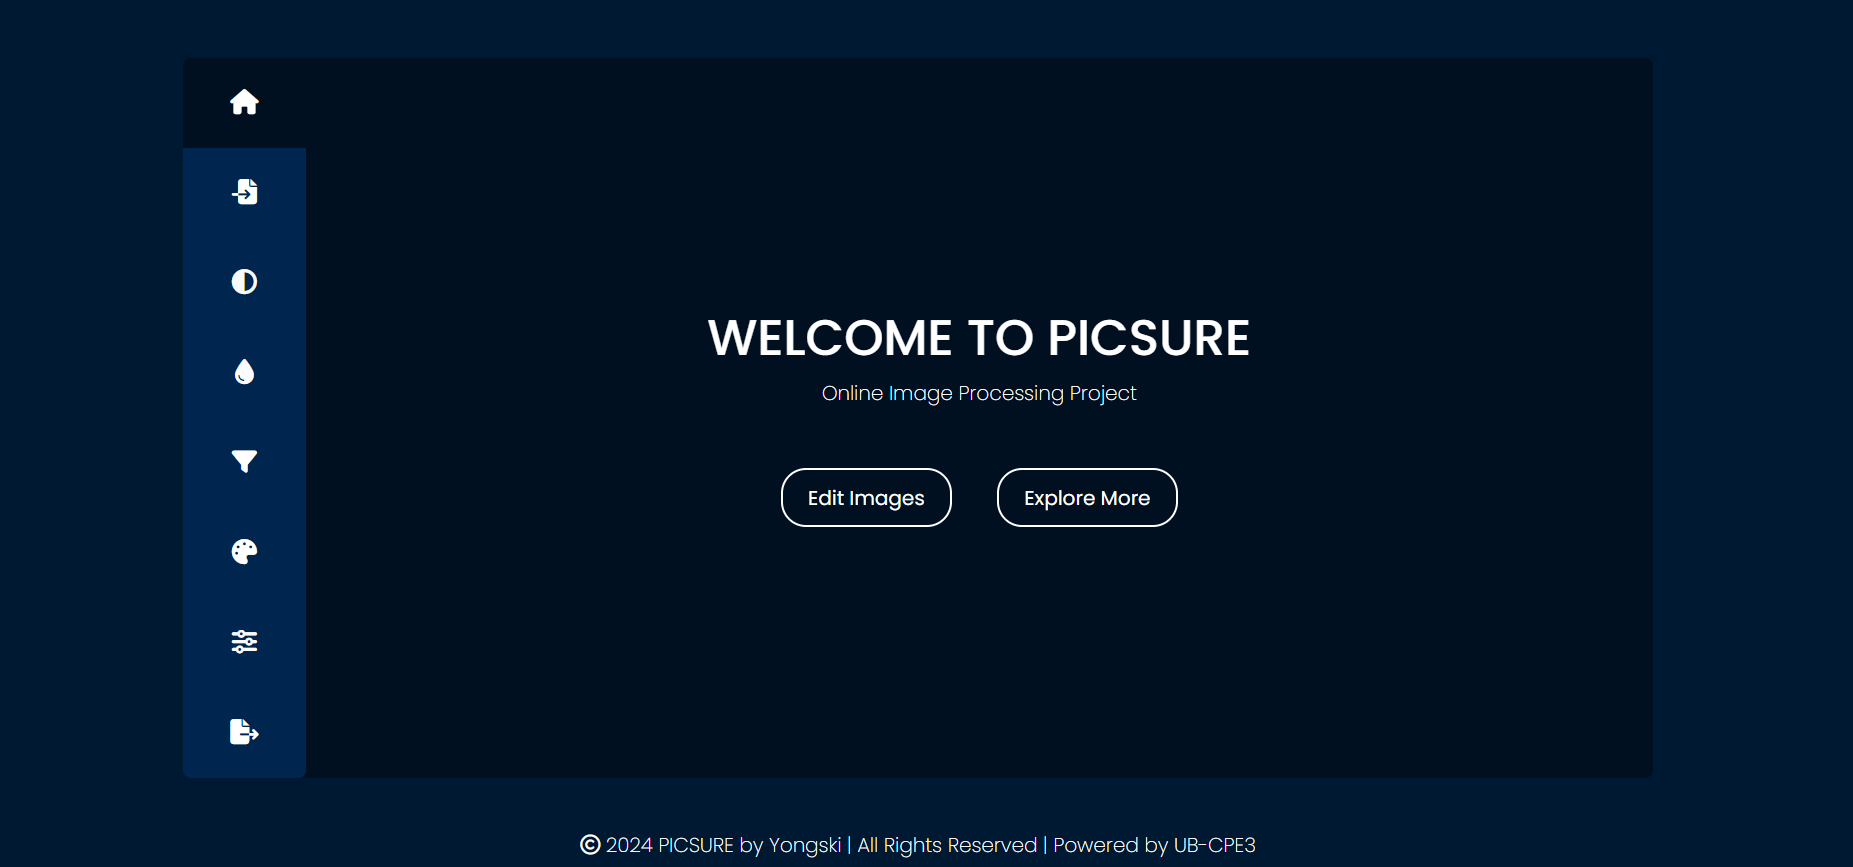 WELCOME TO PICSURE
Online Image Processing Project
Edit Images
Explore More
© 2024 PICSURE by Yongski | All Rights Reserved | Powered by UB-CPE3